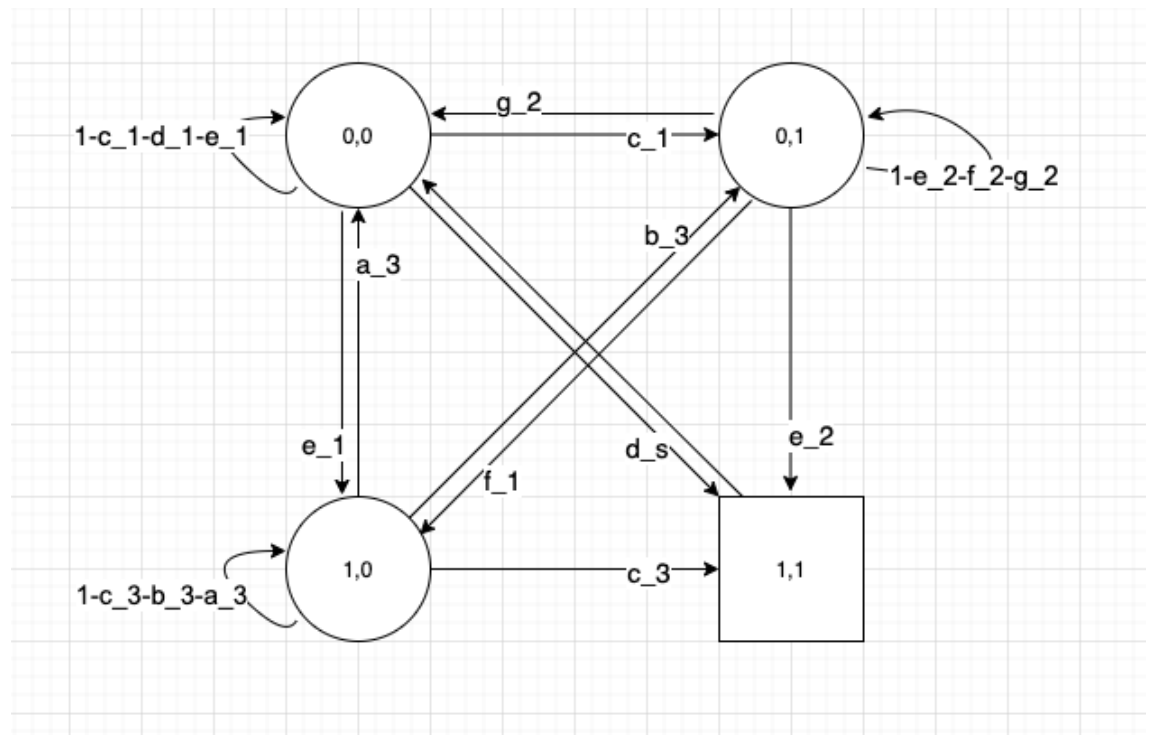 g_2
0,0
0,1
1-c_1-d_1-e_1
c_1
1-e_2-f_2-g_2
b_3
a_3
e_1
d_s
e_2
f_1
1,0
c_3
1,1
1-c_3-b_3-a_3